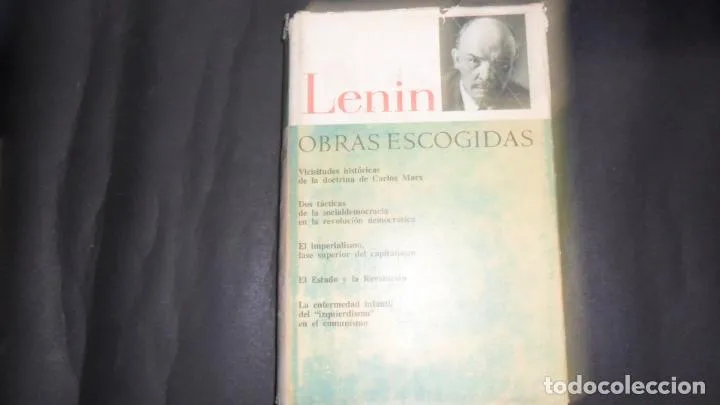 Lenin
OBRAS ESCOGIDAS
Vicisitudes históricas
de la doctrina de Carlos Marx
Dos tácticas
de la socialdemocracia
en la revolución democrática
El Imperialismo,
fase superior del capitalismo
El Estado y la Revolución
La enfermedad infantil
del "izquierdismo"
en el comunismo
todocoleccion